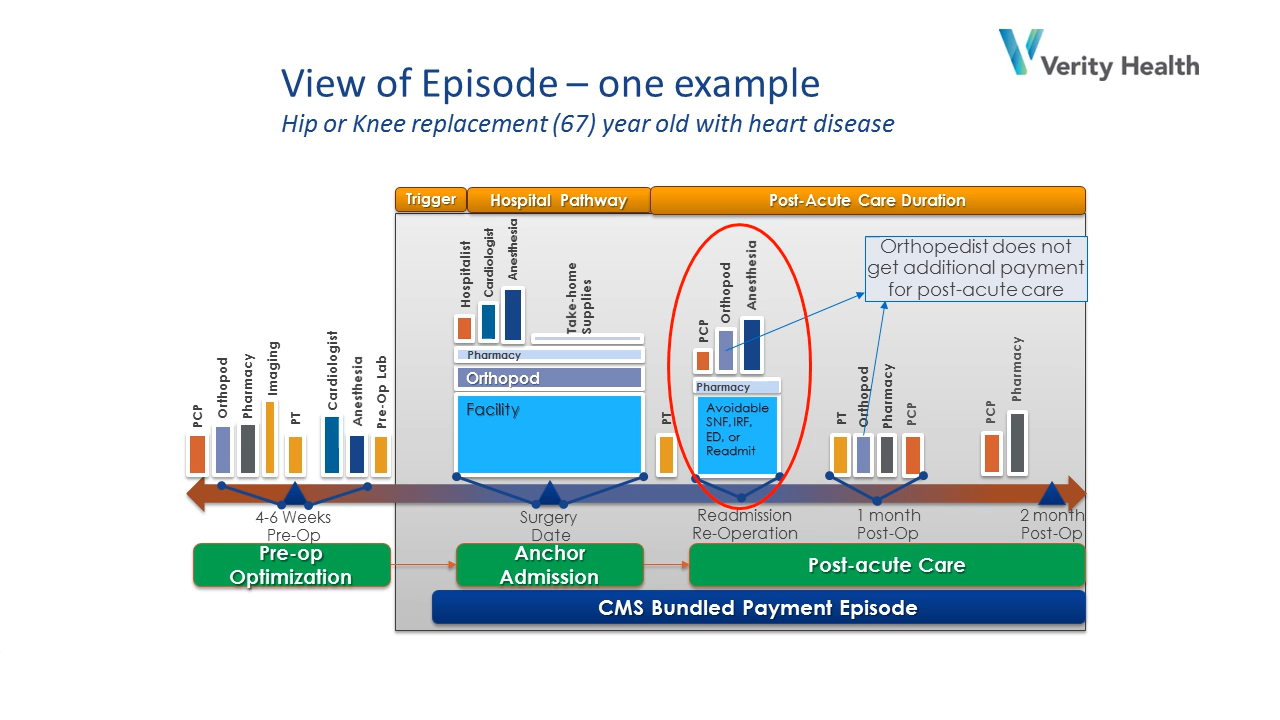 Verity Health
View of Episode – one example
Hip or Knee replacement (67) year old with heart disease
Trigger
Hospital Pathway
Post-Acute Care Duration
PCP
Orthopod
Pharmacy
Imaging
PT
Cardiologist
Anesthesia
Pre-Op Lab
Hospitalist
Cardiologist
Anesthesia
Take-home
Supplies
Pharmacy
Orthopod
Facility
PT
PCP
Orthopod
Anesthesia
Pharmacy
Avoidable
SNF, IRF,
ED, or
Readmit
Orthopedist does not
get additional payment
for post-acute care
PT
Orthopod
Pharmacy
PCP
PCP
Pharmacy
4-6 Weeks
Pre-Op
Surgery
Date
Readmission
Re-Operation
1 month
Post-Op
2 month
Post-Op
Pre-op
Optimization
Anchor
Admission
Post-acute Care
CMS Bundled Payment Episode